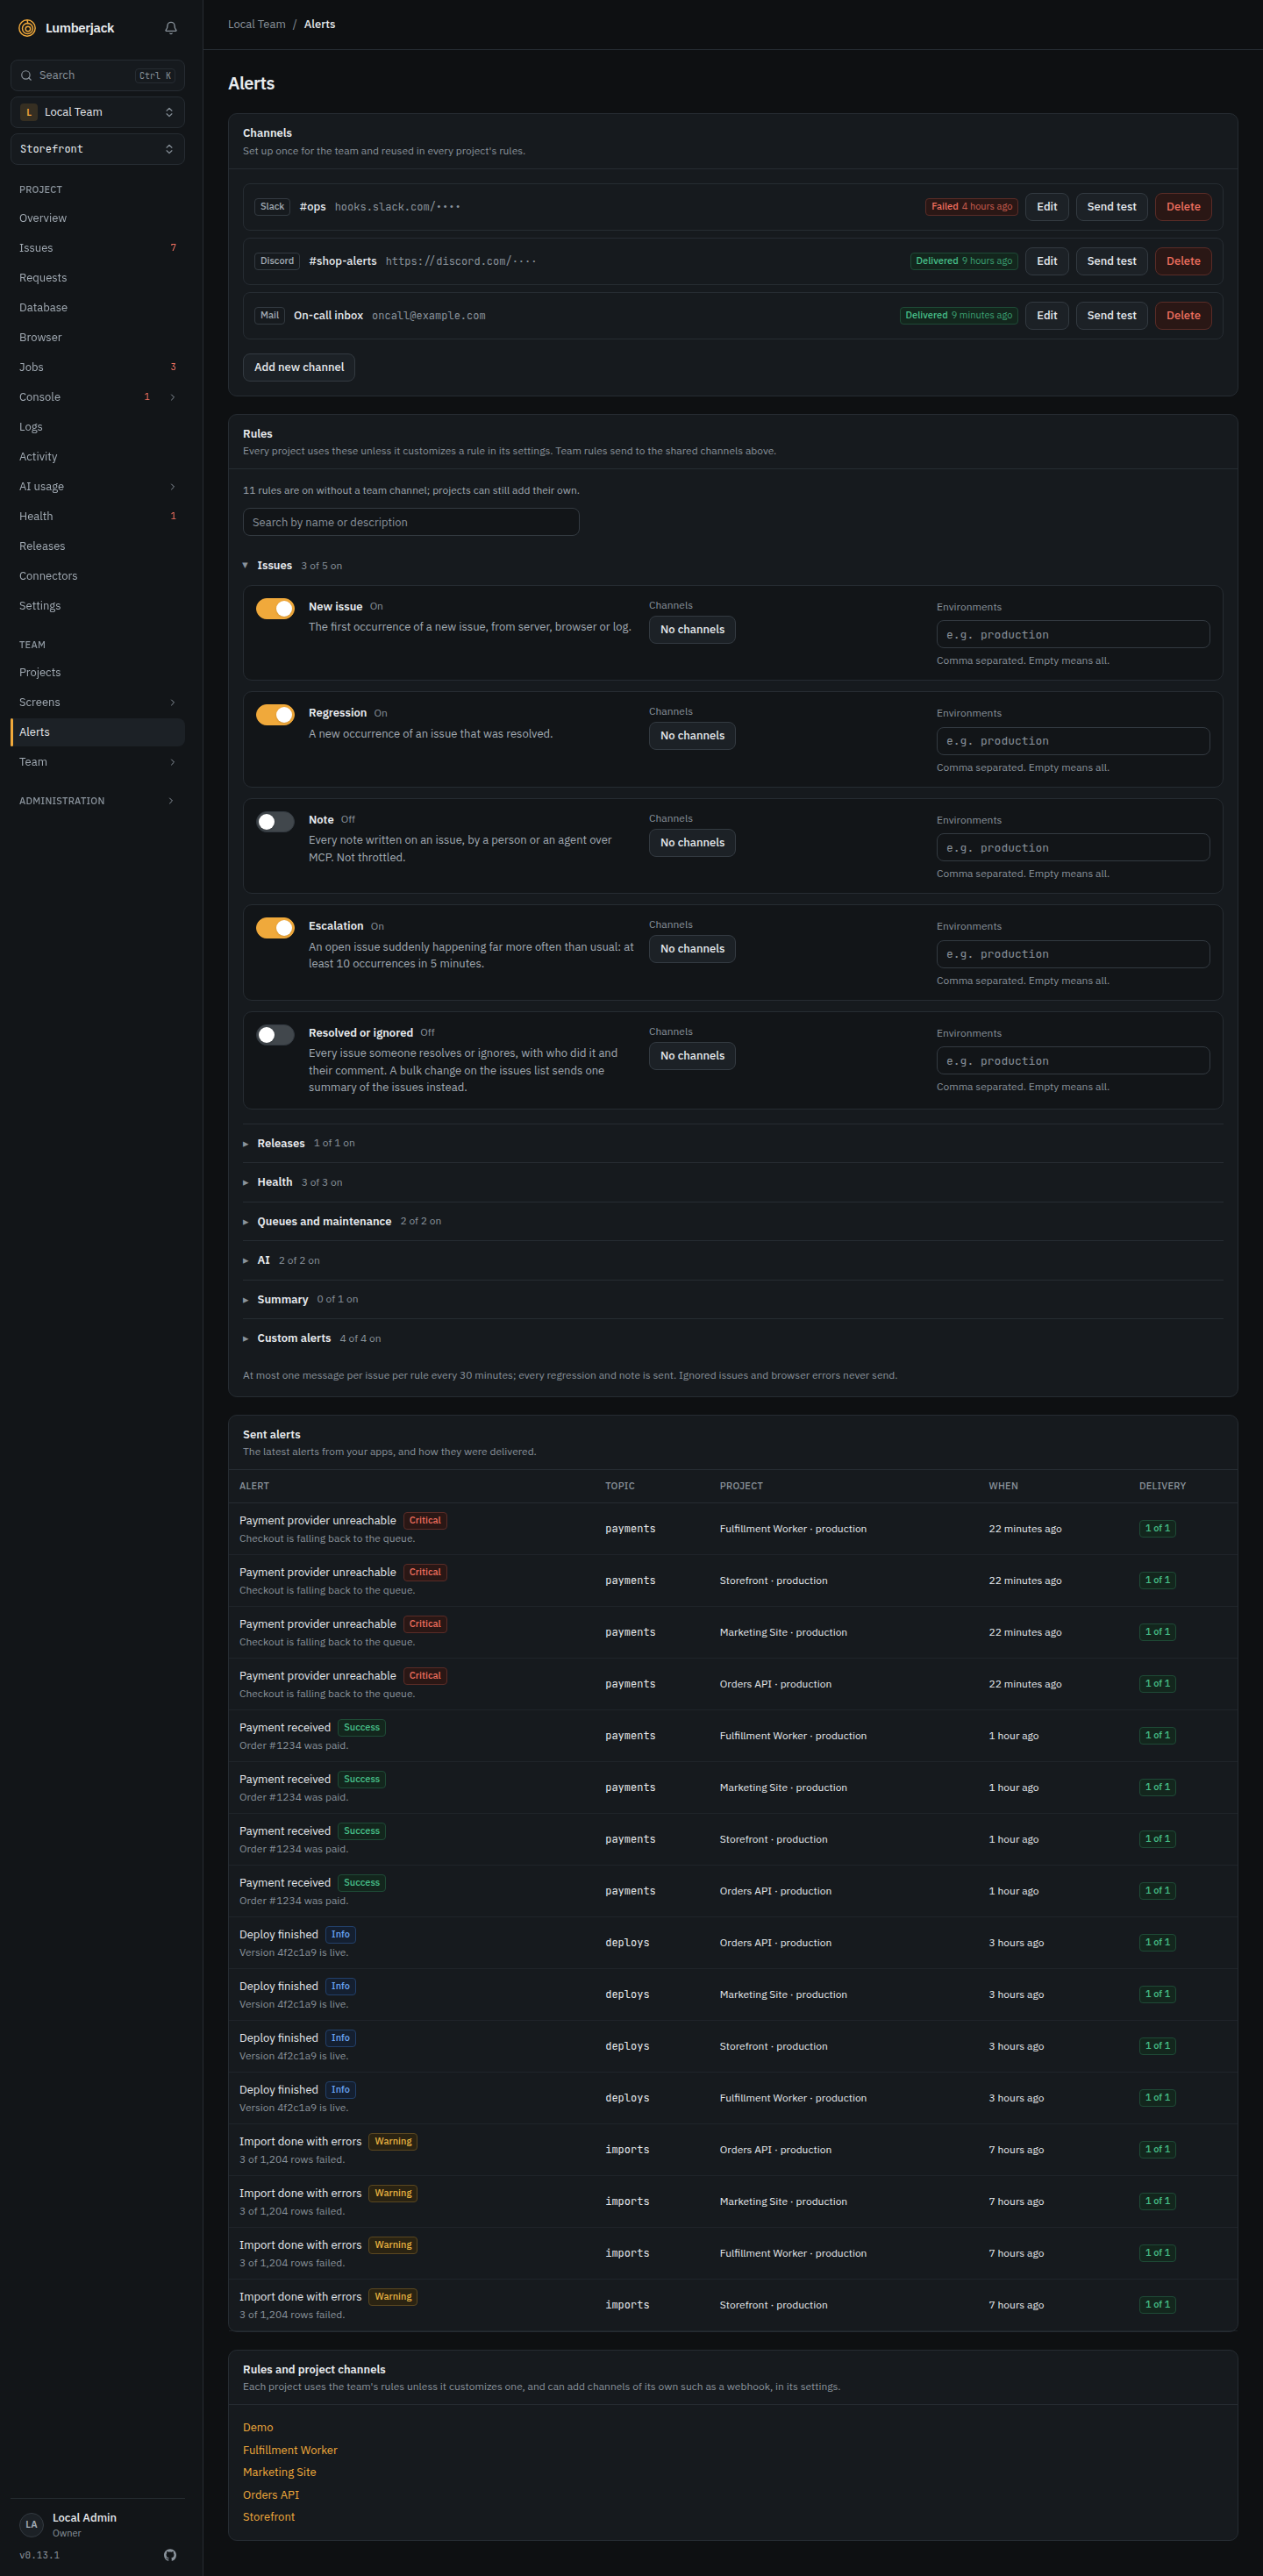 Lumberjack
Search Ctrl K
L Local Team
Storefront
PROJECT
Overview
Issues 7
Requests
Database
Browser
Jobs 3
Console 1
Logs
Activity
AI usage
Health 1
Releases
Connectors
Settings
TEAM
Projects
Screens
Alerts
Team
ADMINISTRATION
LA Local Admin
Owner
v0.13.1
Local Team / Alerts
Alerts
Channels
Set up once for the team and reused in every project's rules.
Slack #ops hooks.slack.com/•••• Failed 4 hours ago Edit Send test Delete
Discord #shop-alerts https://discord.com/···· Delivered 9 hours ago Edit Send test Delete
Mail On-call inbox oncall@example.com Delivered 9 minutes ago Edit Send test Delete
Add new channel
Rules
Every project uses these unless it customizes a rule in its settings. Team rules send to the shared channels above.
11 rules are on without a team channel; projects can still add their own.
Search by name or description
Issues 3 of 5 on
New issue On
The first occurrence of a new issue, from server, browser or log.
Channels
No channels
Environments
e.g. production
Comma separated. Empty means all.
Regression On
A new occurrence of an issue that was resolved.
Channels
No channels
Environments
e.g. production
Comma separated. Empty means all.
Note Off
Every note written on an issue, by a person or an agent over
MCP. Not throttled.
Channels
No channels
Environments
e.g. production
Comma separated. Empty means all.
Escalation On
An open issue suddenly happening far more often than usual: at
least 10 occurrences in 5 minutes.
Channels
No channels
Environments
e.g. production
Comma separated. Empty means all.
Resolved or ignored Off
Every issue someone resolves or ignores, with who did it and
their comment. A bulk change on the issues list sends one
summary of the issues instead.
Channels
No channels
Environments
e.g. production
Comma separated. Empty means all.
Releases 1 of 1 on
Health 3 of 3 on
Queues and maintenance 2 of 2 on
AI 2 of 2 on
Summary 0 of 1 on
Custom alerts 4 of 4 on
At most one message per issue per rule every 30 minutes; every regression and note is sent. Ignored issues and browser errors never send.
Sent alerts
The latest alerts from your apps, and how they were delivered.
ALERT TOPIC PROJECT WHEN DELIVERY
Payment provider unreachable Critical
Checkout is falling back to the queue.
payments Fulfillment Worker · production 22 minutes ago 1 of 1
Payment provider unreachable Critical
Checkout is falling back to the queue.
payments Storefront · production 22 minutes ago 1 of 1
Payment provider unreachable Critical
Checkout is falling back to the queue.
payments Marketing Site · production 22 minutes ago 1 of 1
Payment provider unreachable Critical
Checkout is falling back to the queue.
payments Orders API · production 22 minutes ago 1 of 1
Payment received Success
Order #1234 was paid.
payments Fulfillment Worker · production 1 hour ago 1 of 1
Payment received Success
Order #1234 was paid.
payments Marketing Site · production 1 hour ago 1 of 1
Payment received Success
Order #1234 was paid.
payments Storefront · production 1 hour ago 1 of 1
Payment received Success
Order #1234 was paid.
payments Orders API · production 1 hour ago 1 of 1
Deploy finished Info
Version 4f2c1a9 is live.
deploys Orders API · production 3 hours ago 1 of 1
Deploy finished Info
Version 4f2c1a9 is live.
deploys Marketing Site · production 3 hours ago 1 of 1
Deploy finished Info
Version 4f2c1a9 is live.
deploys Storefront · production 3 hours ago 1 of 1
Deploy finished Info
Version 4f2c1a9 is live.
deploys Fulfillment Worker · production 3 hours ago 1 of 1
Import done with errors Warning
3 of 1,204 rows failed.
imports Orders API · production 7 hours ago 1 of 1
Import done with errors Warning
3 of 1,204 rows failed.
imports Marketing Site · production 7 hours ago 1 of 1
Import done with errors Warning
3 of 1,204 rows failed.
imports Fulfillment Worker · production 7 hours ago 1 of 1
Import done with errors Warning
3 of 1,204 rows failed.
imports Storefront · production 7 hours ago 1 of 1
Rules and project channels
Each project uses the team's rules unless it customizes one, and can add channels of its own such as a webhook, in its settings.
Demo
Fulfillment Worker
Marketing Site
Orders API
Storefront